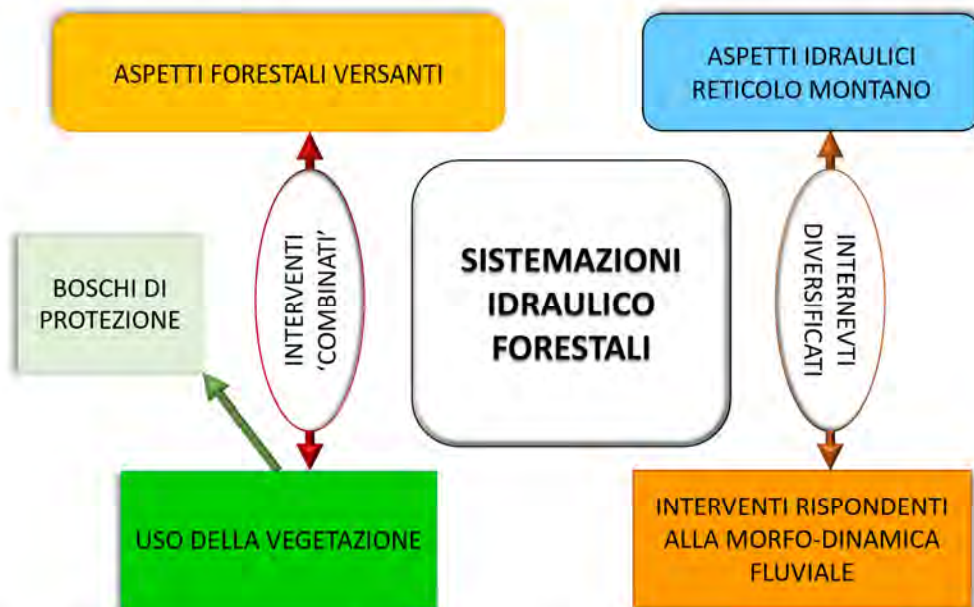 ASPETTI FORESTALI VERSANTI
ASPETTI IDRAULICI
RETICOLO MONTANO
BOSCHI DI
PROTEZIONE
INTERVENTI
'COMBINATI'
SISTEMAZIONI
IDRAULICO
FORESTALI
INTERNEVTI
DIVERSIFICATI
USO DELLA VEGETAZIONE
INTERVENTI RISPONDENTI
ALLA MORFO-DINAMICA
FLUVIALE